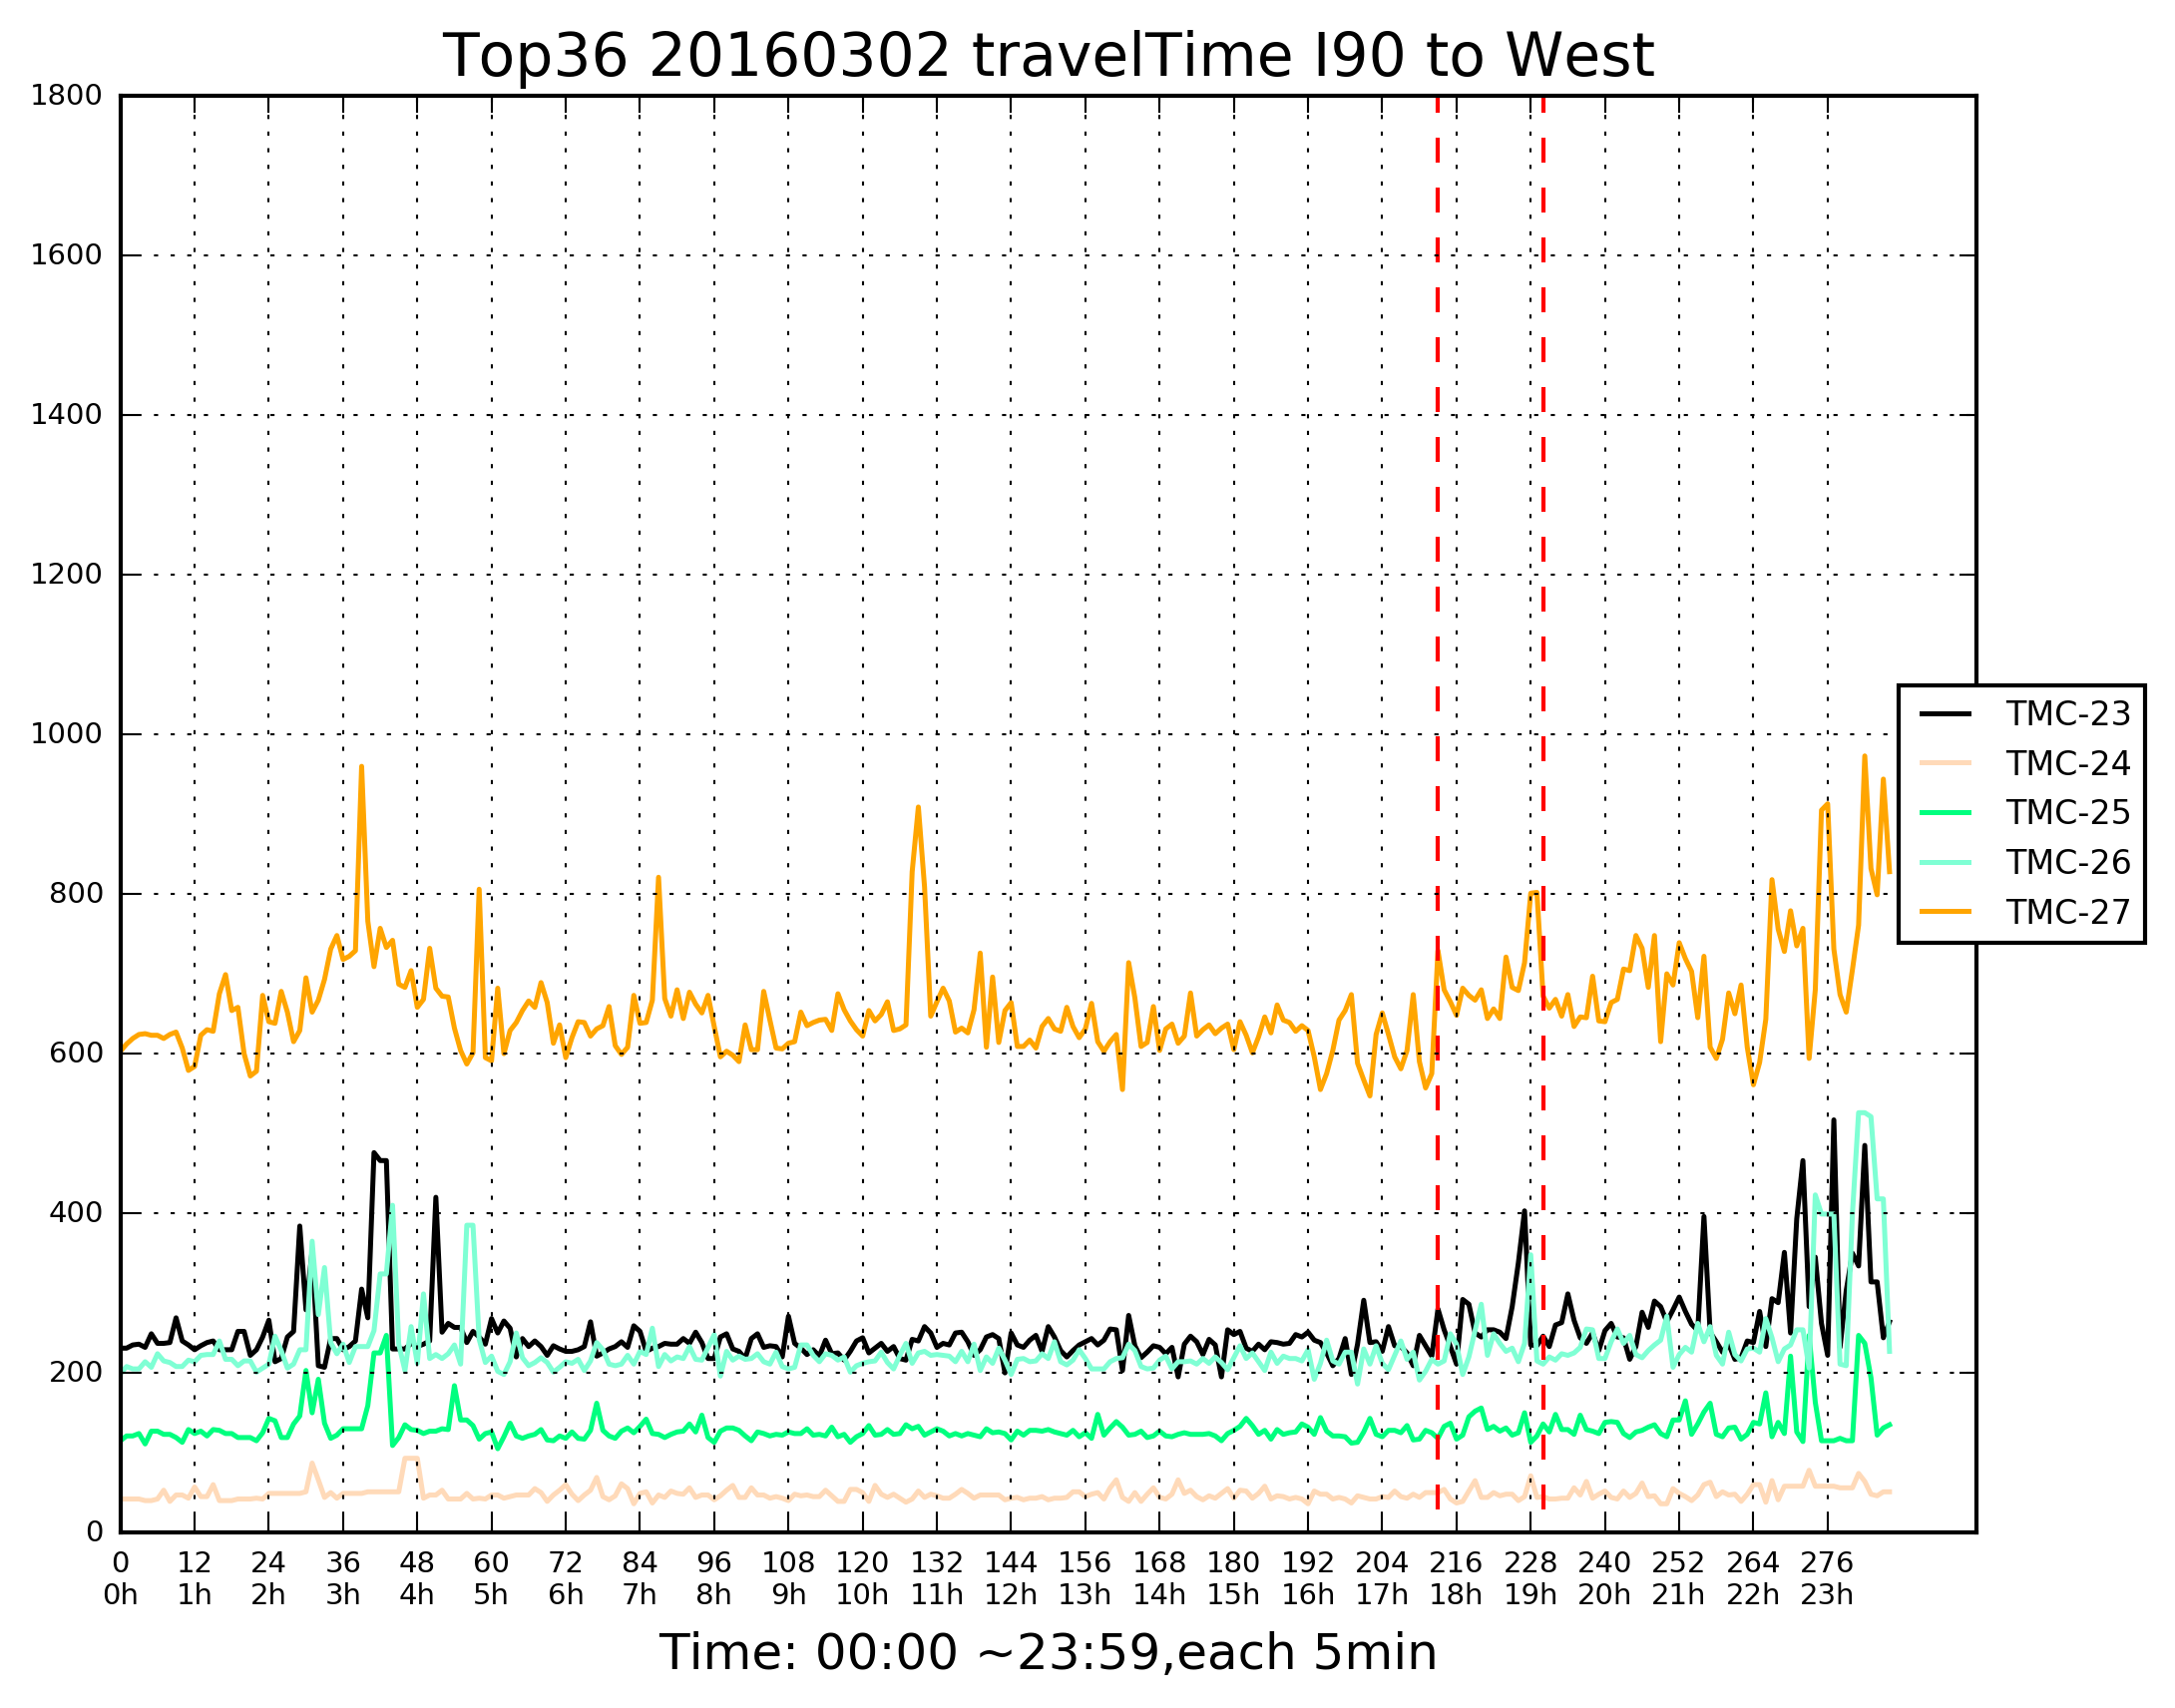 Top36 20160302 travelTime I90 to West
1800
1600
1400
1200
1000
800
600
400
200
0
TMC-23
TMC-24
TMC-25
TMC-26
TMC-27
0 12 24 36 48 60 72 84 96 108 120 132 144 156 168 180 192 204 216 228 240 252 264 276
0h 1h 2h 3h 4h 5h 6h 7h 8h 9h 10h 11h 12h 13h 14h 15h 16h 17h 18h 19h 20h 21h 22h 23h
Time: 00:00 ~23:59,each 5min